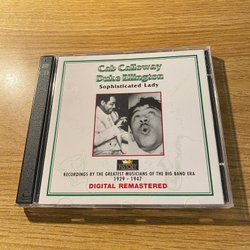 Cab Calloway
Duke Ellington
Sophisticated Lady
RECORDINGS BY THE GREATEST MUSICIANS OF THE BIG BAND ERA
1929 - 1947
DIGITAL REMASTERED